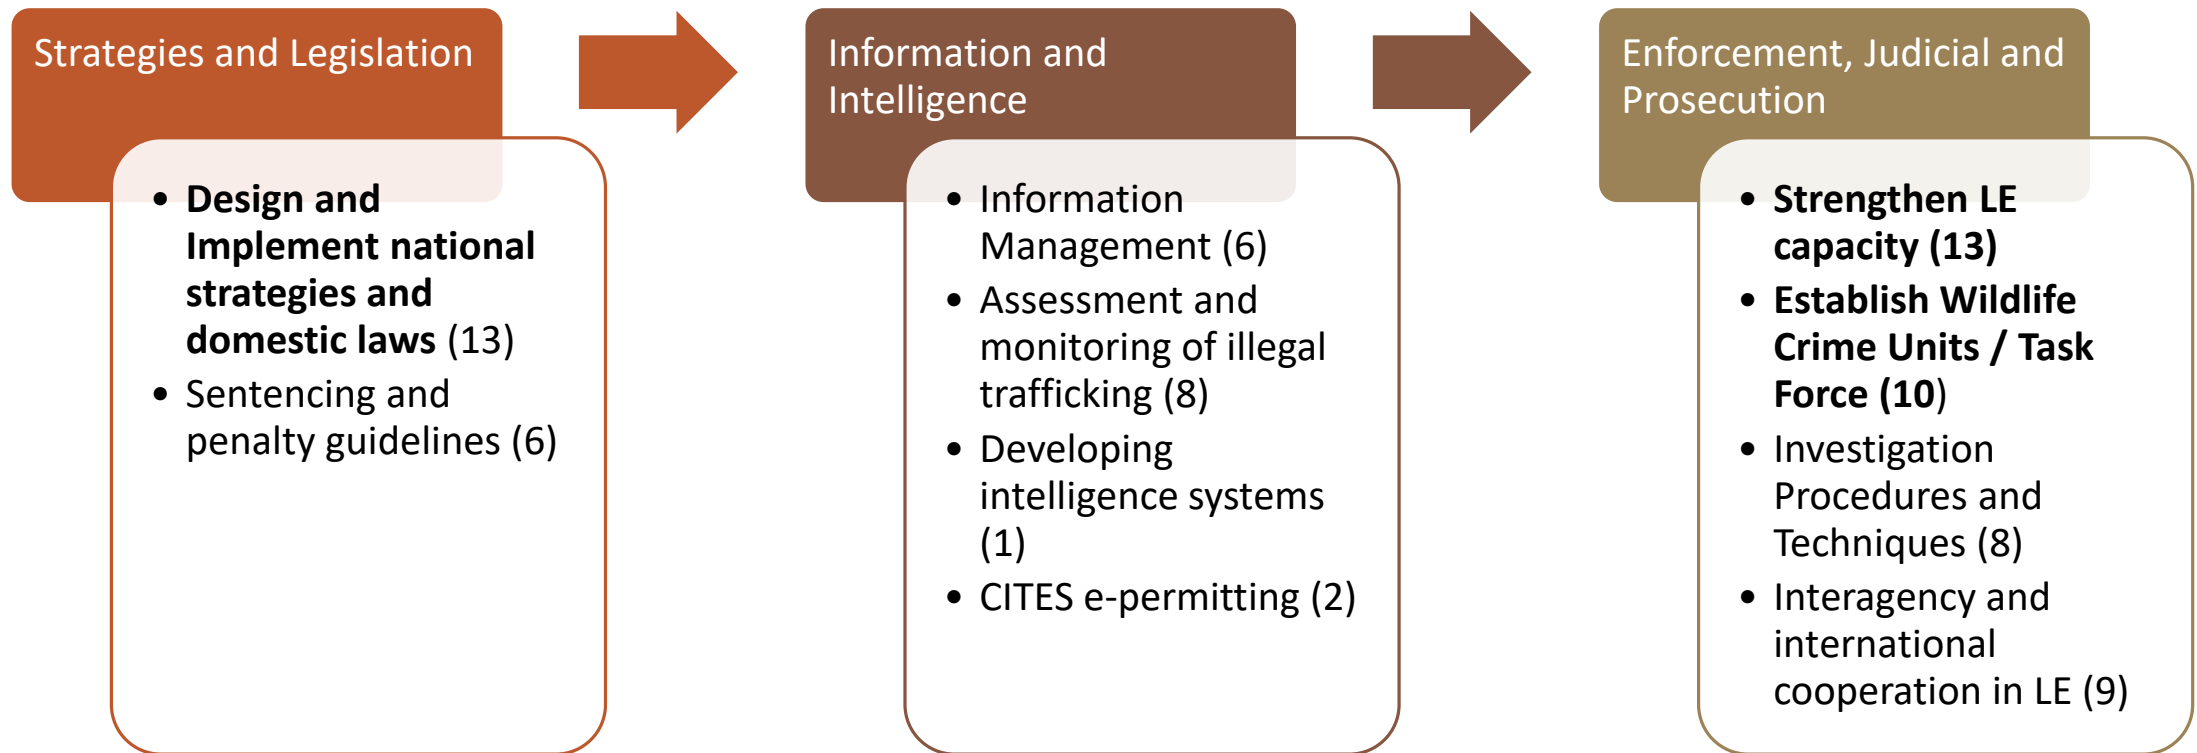 Strategies and Legislation
• Design and
Implement national
strategies and
domestic laws (13)
• Sentencing and
penalty guidelines (6)
Information and
Intelligence
• Information
Management (6)
• Assessment and
monitoring of illegal
trafficking (8)
• Developing
intelligence systems
(1)
• CITES e-permitting (2)
Enforcement, Judicial and
Prosecution
• Strengthen LE
capacity (13)
• Establish Wildlife
Crime Units / Task
Force (10)
• Investigation
Procedures and
Techniques (8)
• Interagency and
international
cooperation in LE (9)